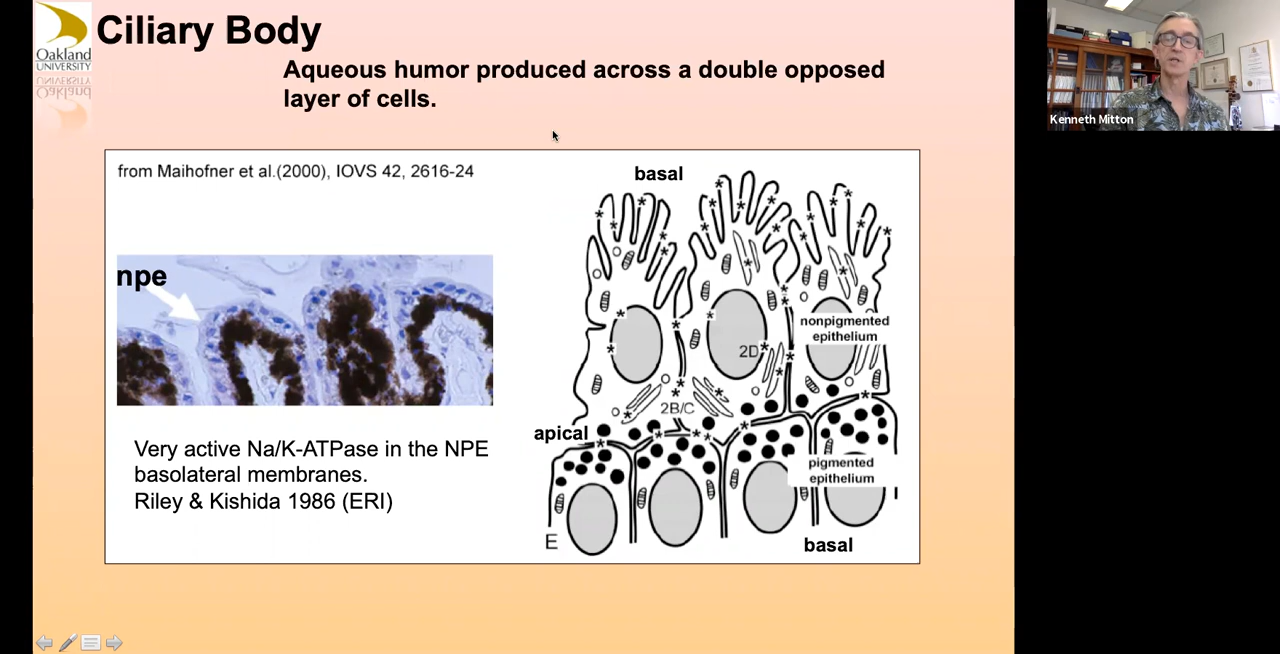 Ciliary Body
Oakland
UNIVERSITY
Aqueous humor produced across a double opposed
layer of cells.
Kenneth Mitton
from Maihofner et al.(2000), IOVS 42, 2616-24
basal
npe
nonpigmented
epithelium
2D
2B/C
apical
Very active Na/K-ATPase in the NPE
basolateral membranes.
Riley & Kishida 1986 (ERI)
pigmented
epithelium
E
basal